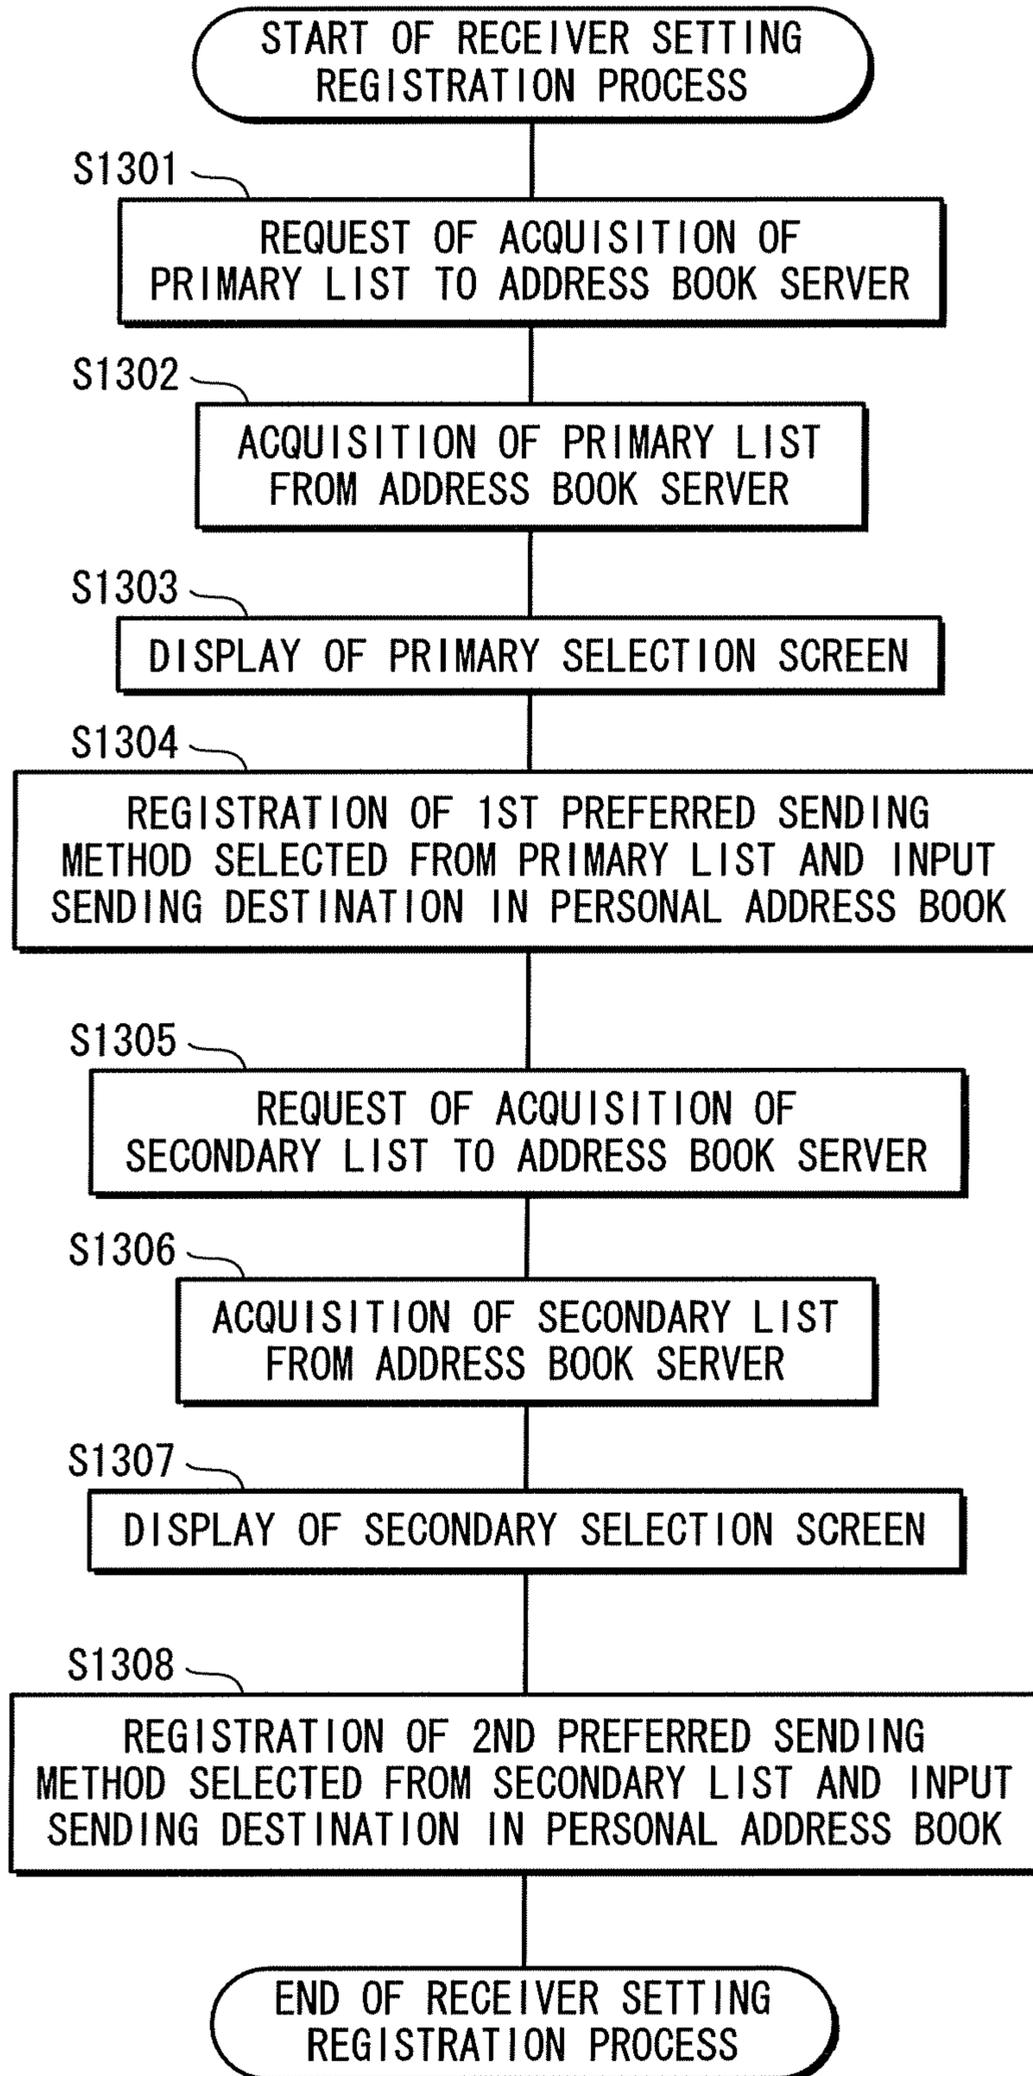 START OF RECEIVER SETTING
REGISTRATION PROCESS
S1301
REQUEST OF ACQUISITION OF
PRIMARY LIST TO ADDRESS BOOK SERVER
S1302
ACQUISITION OF PRIMARY LIST
FROM ADDRESS BOOK SERVER
S1303
DISPLAY OF PRIMARY SELECTION SCREEN
S1304
REGISTRATION OF 1ST PREFERRED SENDING
METHOD SELECTED FROM PRIMARY LIST AND INPUT
SENDING DESTINATION IN PERSONAL ADDRESS BOOK
S1305
REQUEST OF ACQUISITION OF
SECONDARY LIST TO ADDRESS BOOK SERVER
S1306
ACQUISITION OF SECONDARY LIST
FROM ADDRESS BOOK SERVER
S1307
DISPLAY OF SECONDARY SELECTION SCREEN
S1308
REGISTRATION OF 2ND PREFERRED SENDING
METHOD SELECTED FROM SECONDARY LIST AND INPUT
SENDING DESTINATION IN PERSONAL ADDRESS BOOK
END OF RECEIVER SETTING
REGISTRATION PROCESS